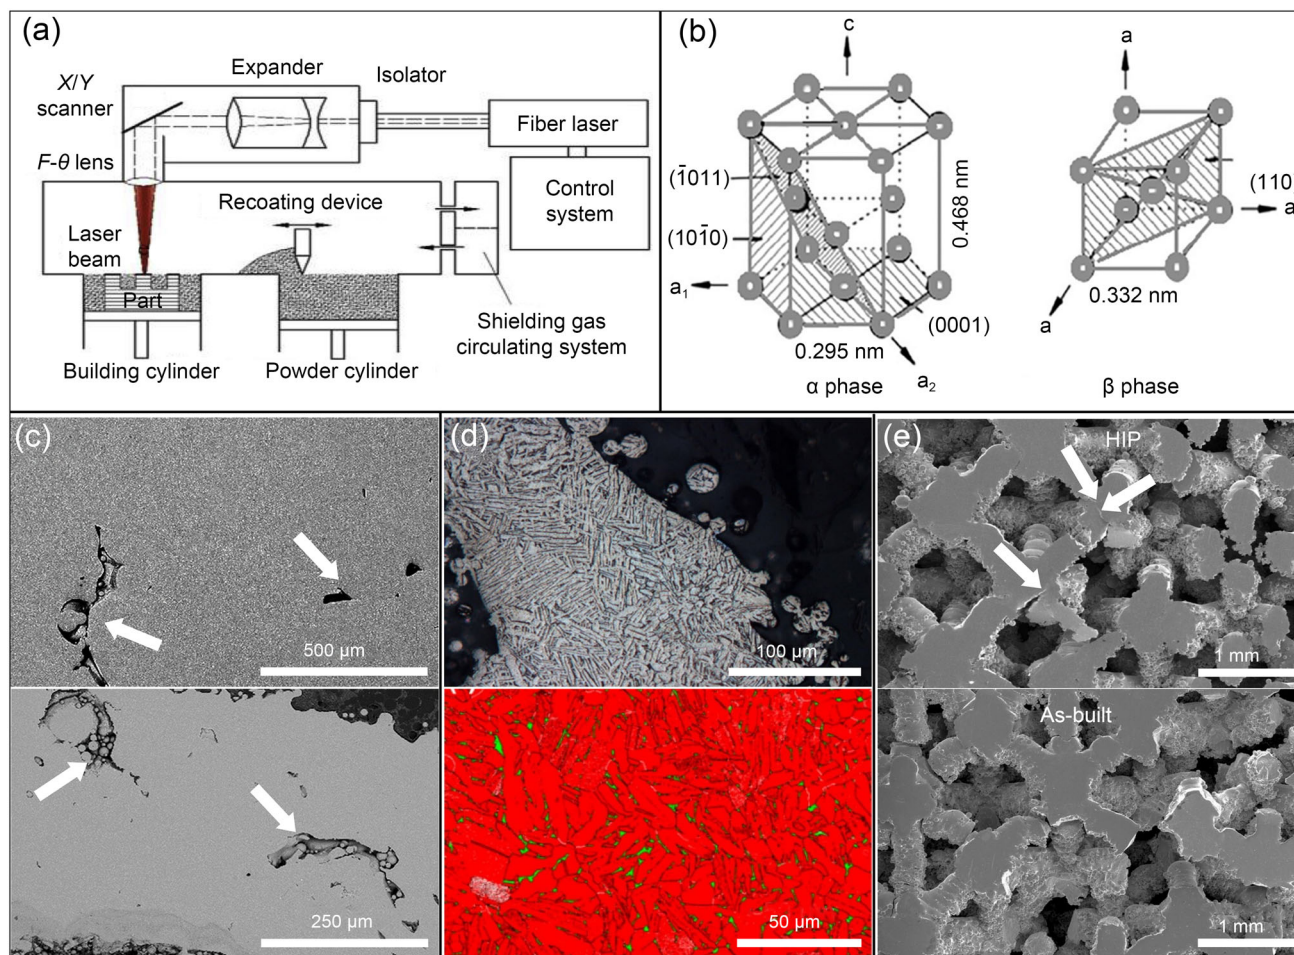 (a)
Expander
Isolator
X/Y
scanner
Fiber laser
F-θ lens
Control
system
Recoating device
Laser
beam
Part
Shielding gas
circulating system
Building cylinder
Powder cylinder
(b)
c
a
(1̄011)
(101̄0)
0.468 nm
(110)
a
a₁
(0001)
0.332 nm
a
0.295 nm
a₂
α phase
β phase
(c)
500 µm
250 µm
(d)
100 µm
50 µm
(e)
HIP
1 mm
As-built
1 mm